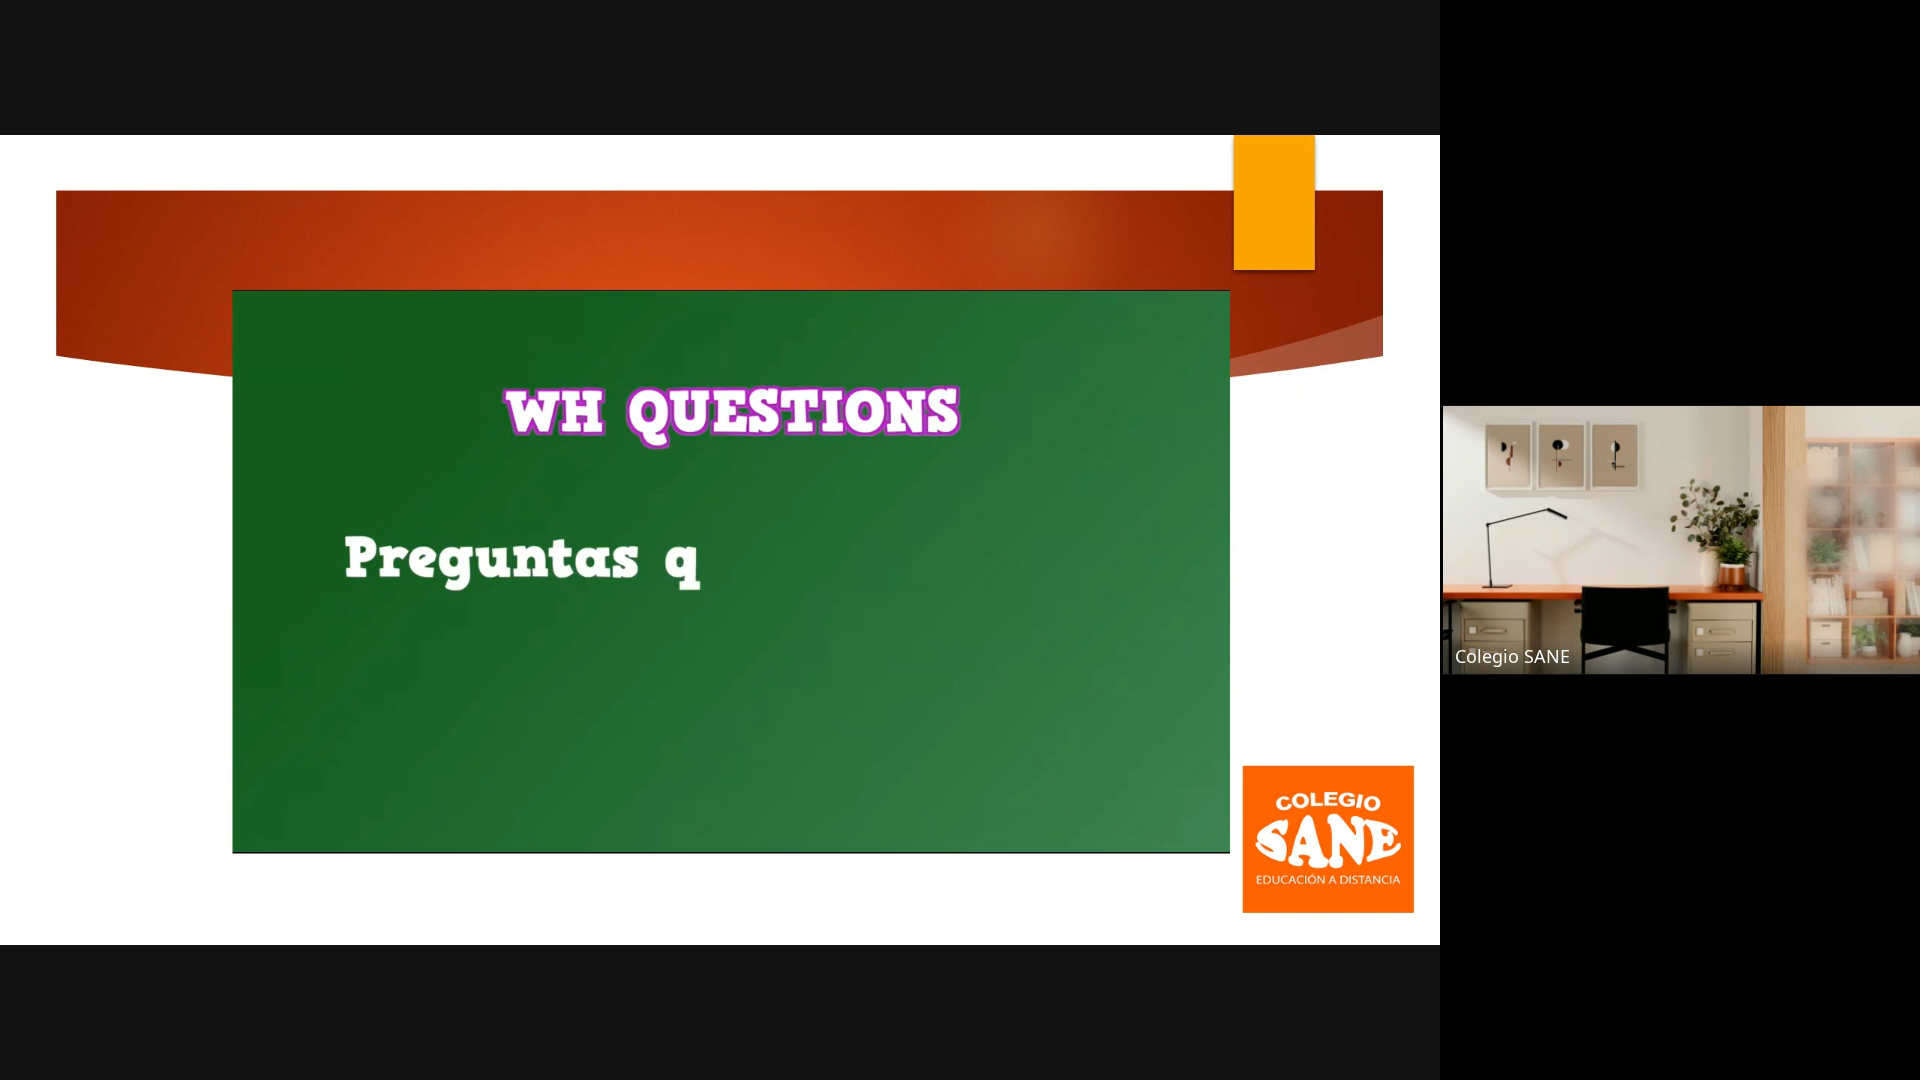 WH QUESTIONS
Preguntas q
Colegio SANE
COLEGIO
SANE
EDUCACIÓN A DISTANCIA